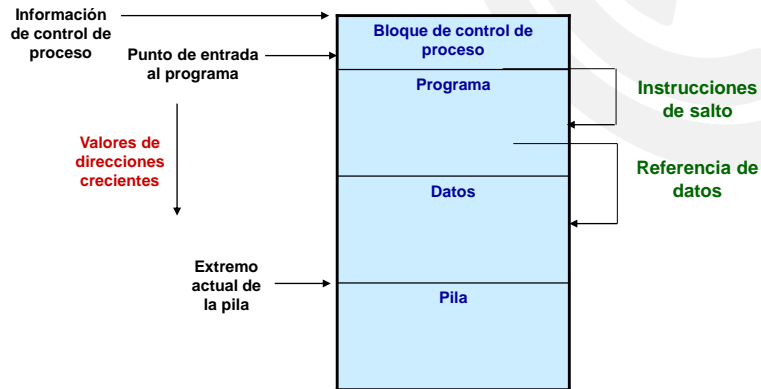 Información
de control de
proceso
Punto de entrada
al programa
Valores de
direcciones
crecientes
Extremo
actual de
la pila
Bloque de control de
proceso
Programa
Datos
Pila
Instrucciones
de salto
Referencia de
datos